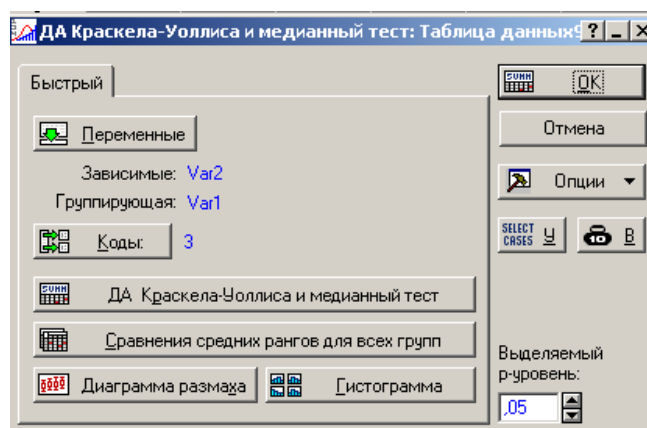 ДА Краскела-Уоллиса и медианный тест: Таблица данных9
Быстрый
Переменные
Зависимые: Var2
Группирующая: Var1
Коды: 3
ДА Краскела-Уоллиса и медианный тест
Сравнения средних рангов для всех групп
Диаграмма размаха
Гистограмма
OK
Отмена
Опции
SELECT CASES У
В
Выделяемый
p-уровень:
,05